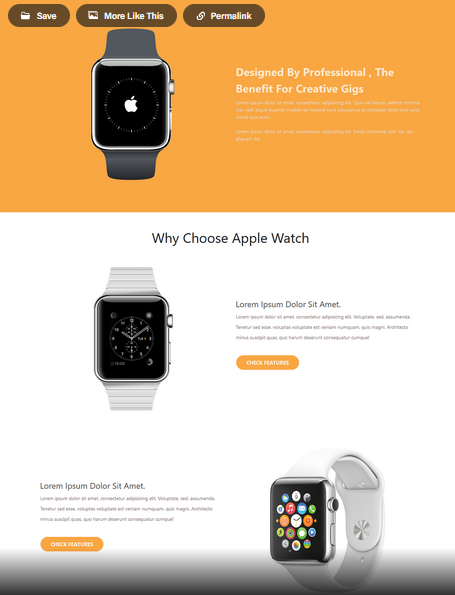 Save
More Like This
Permalink
Designed By Professional , The
Benefit For Creative Gigs
Lorem ipsum dolor sit amet, consectetur adipisicing elit.
Lorem ipsum dolor sit amet, consectetur adipisicing elit.
Why Choose Apple Watch
Lorem Ipsum Dolor Sit Amet.
Lorem ipsum dolor sit amet, consectetur adipisicing elit. Voluptate, sed, assumenda.
Tenetur sed esse, voluptas voluptate est veniam numquam, quis magni. Architecto
minus suscipit quas, quo harum deserunt consequatur cumque!
CHECK FEATURES
Lorem Ipsum Dolor Sit Amet.
Lorem ipsum dolor sit amet, consectetur adipisicing elit. Voluptate, sed, assumenda.
Tenetur sed esse, voluptas voluptate est veniam numquam, quis magni. Architecto
minus suscipit quas, quo harum deserunt consequatur cumque!
CHECK FEATURES